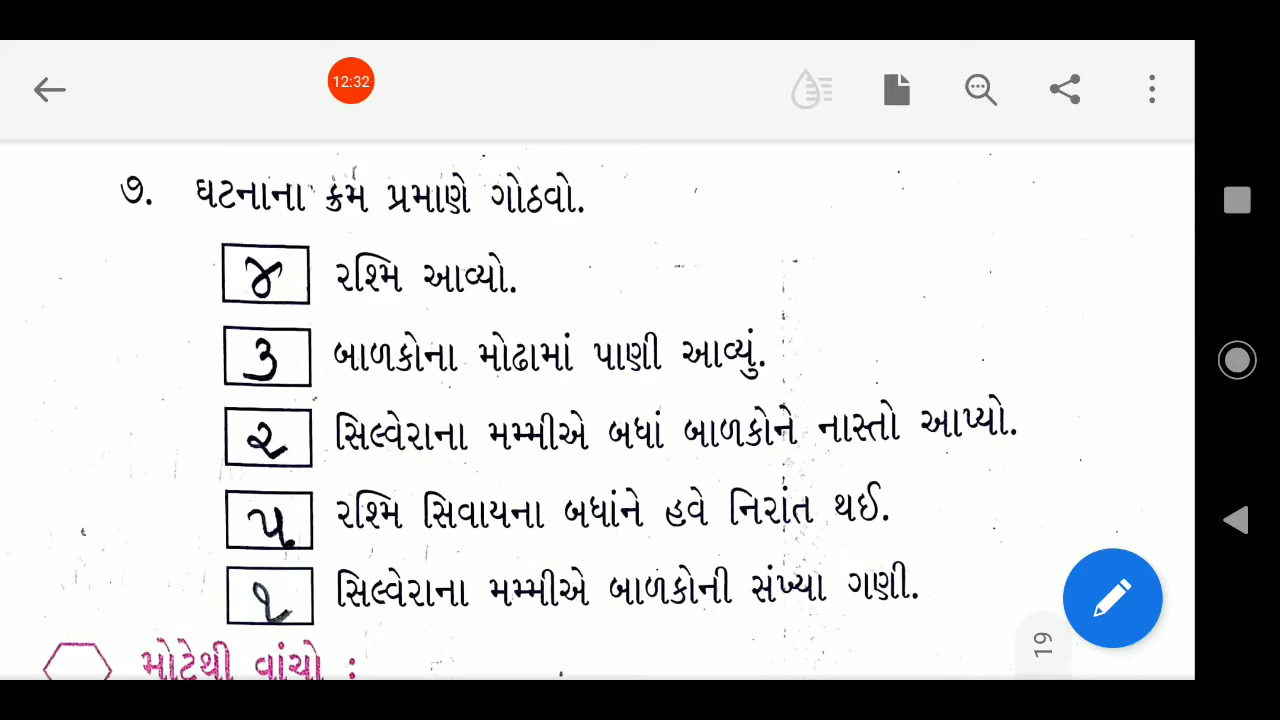 12:32
૭. ઘટનાના ક્રમ પ્રમાણે ગોઠવો.
૪ રશ્મિ આવ્યો.
૩ બાળકોના મોઢામાં પાણી આવ્યું.
૨ સિલ્વેરાના મમ્મીએ બધાં બાળકોને નાસ્તો આપ્યો.
૫ રશ્મિ સિવાયના બધાંને હવે નિરાંત થઈ.
૧ સિલ્વેરાના મમ્મીએ બાળકોની સંખ્યા ગણી.
મોટેથી વાંચો :
19